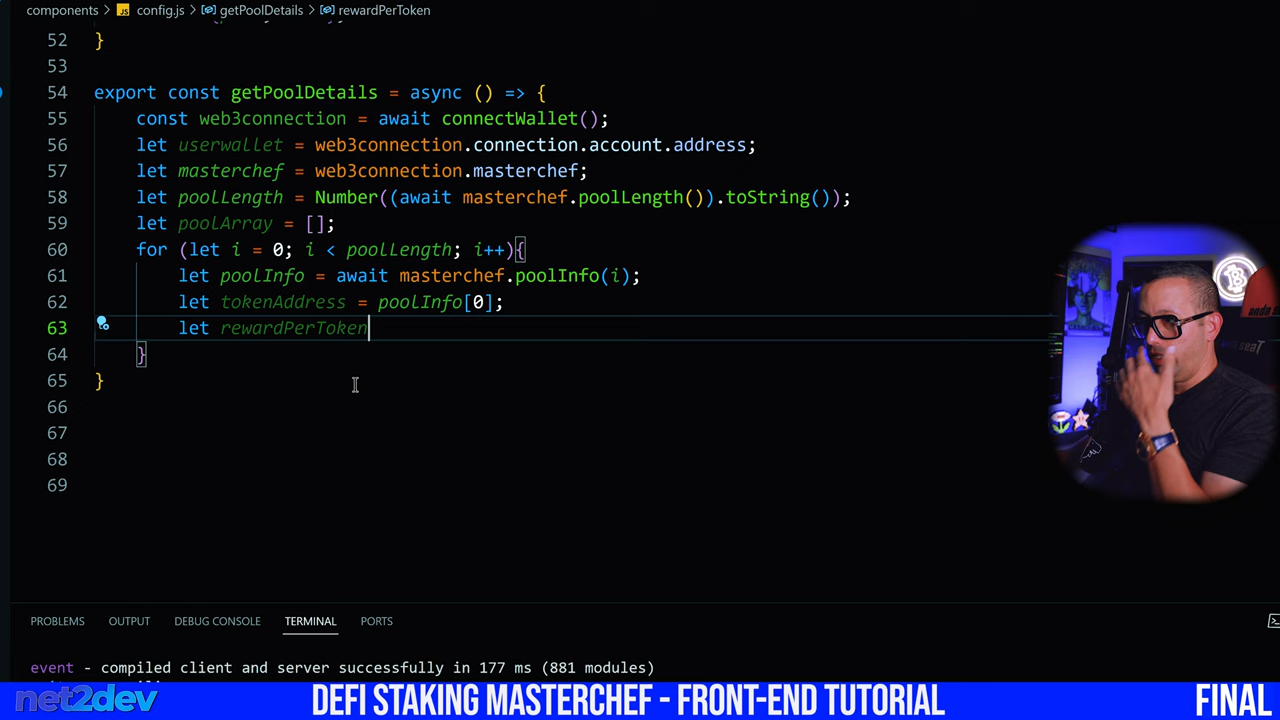 components > JS config.js > getPoolDetails > rewardPerToken
52 }
53
54 export const getPoolDetails = async () => {
55 const web3connection = await connectWallet();
56 let userwallet = web3connection.connection.account.address;
57 let masterchef = web3connection.masterchef;
58 let poolLength = Number((await masterchef.poolLength()).toString());
59 let poolArray = [];
60 for (let i = 0; i < poolLength; i++){
61 let poolInfo = await masterchef.poolInfo(i);
62 let tokenAddress = poolInfo[0];
63 let rewardPerToken
64 }
65 }
66
67
68
69
PROBLEMS OUTPUT DEBUG CONSOLE TERMINAL PORTS
event - compiled client and server successfully in 177 ms (881 modules)
net2dev DEFI STAKING MASTERCHEF - FRONT-END TUTORIAL FINAL